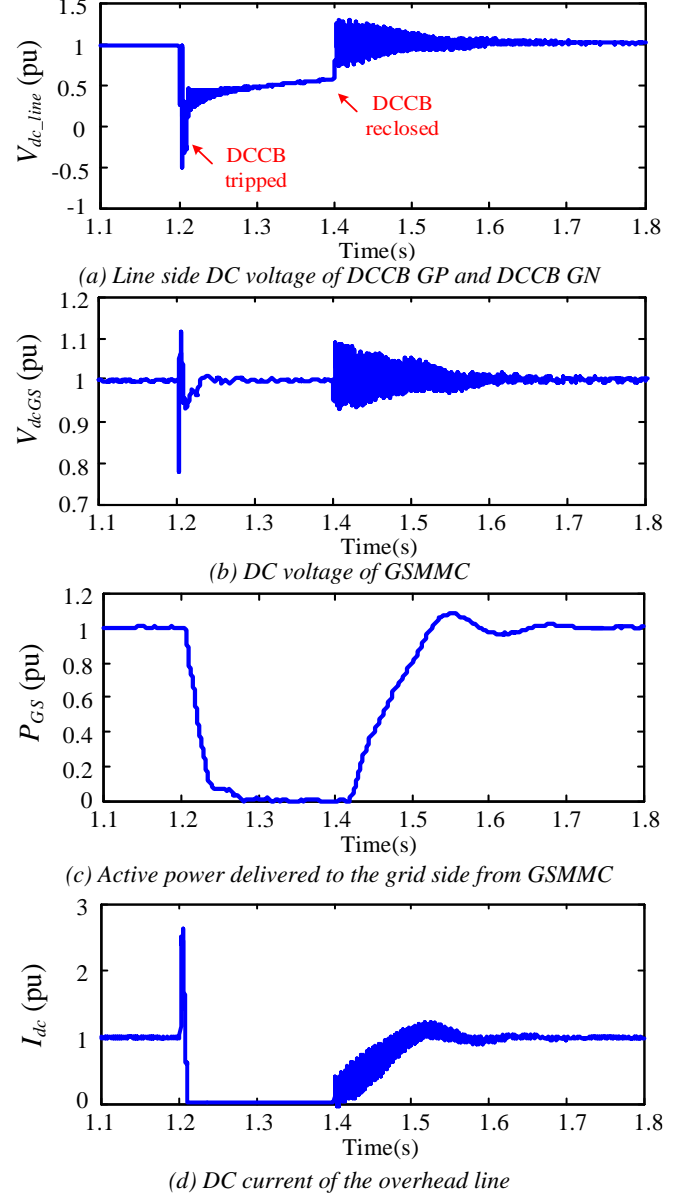 1.5
1
0.5
0
-0.5
-1
V_dc_line (pu)
DCCB
tripped
DCCB
reclosed
1.1 1.2 1.3 1.4 1.5 1.6 1.7 1.8
Time(s)
(a) Line side DC voltage of DCCB GP and DCCB GN
1.2
1.1
1
0.9
0.8
0.7
V_dcGS (pu)
1.1 1.2 1.3 1.4 1.5 1.6 1.7 1.8
Time(s)
(b) DC voltage of GSMMC
1.2
1
0.8
0.6
0.4
0.2
0
P_GS (pu)
1.1 1.2 1.3 1.4 1.5 1.6 1.7 1.8
Time(s)
(c) Active power delivered to the grid side from GSMMC
3
2
1
0
I_dc (pu)
1.1 1.2 1.3 1.4 1.5 1.6 1.7 1.8
Time(s)
(d) DC current of the overhead line